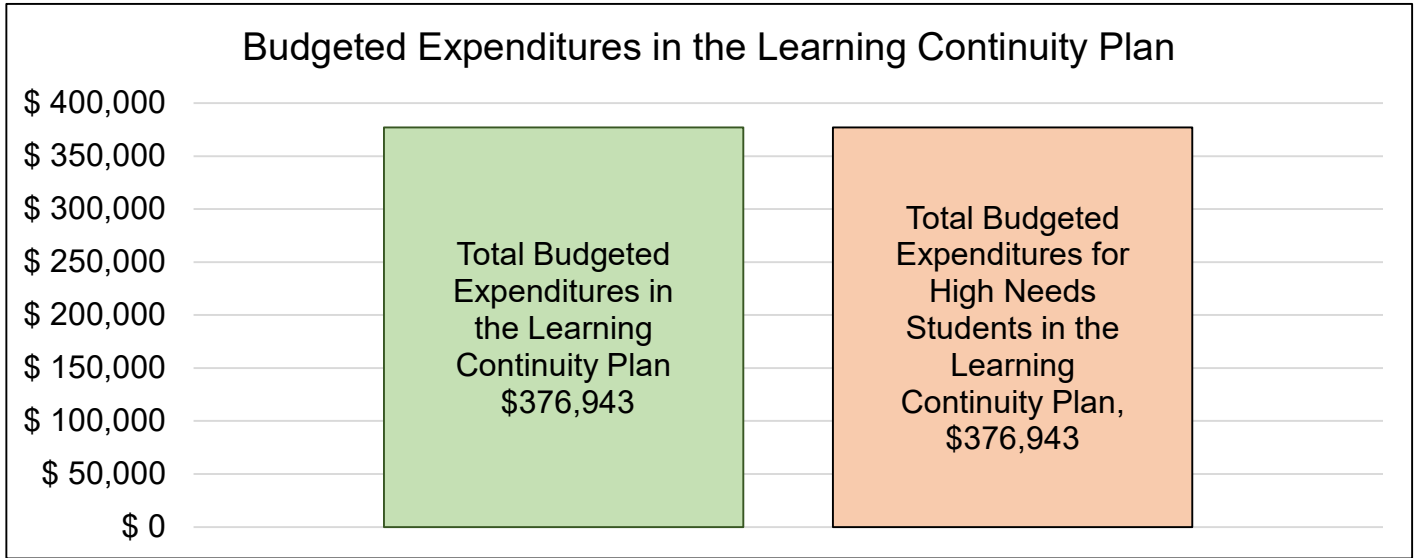 Budgeted Expenditures in the Learning Continuity Plan
$ 400,000
$ 350,000
$ 300,000
$ 250,000
$ 200,000
$ 150,000
$ 100,000
$ 50,000
$ 0
Total Budgeted
Expenditures in
the Learning
Continuity Plan
$376,943
Total Budgeted
Expenditures for
High Needs
Students in the
Learning
Continuity Plan,
$376,943